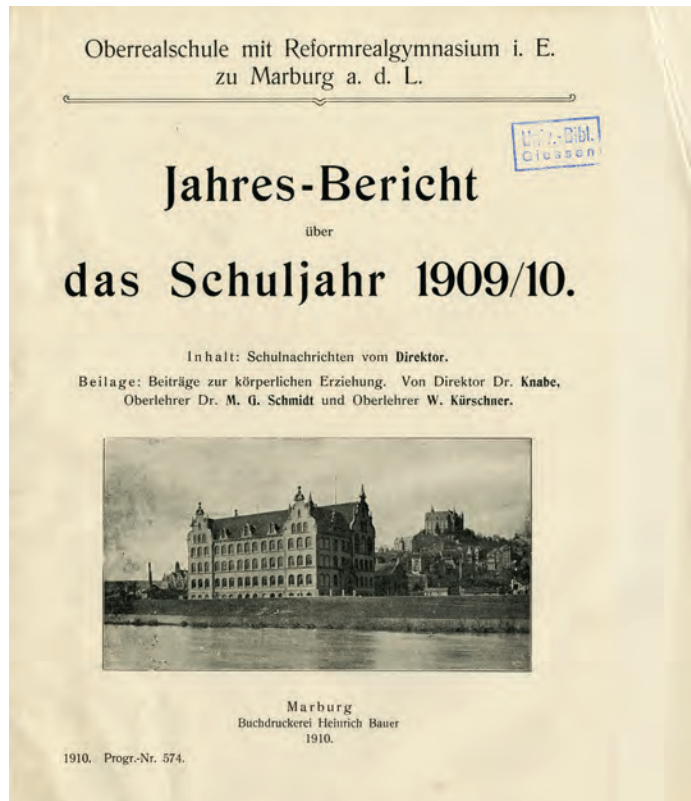 Oberrealschule mit Reformrealgymnasium i. E.
zu Marburg a. d. L.
Univ.-Bibl.
Giessen
Jahres-Bericht
über
das Schuljahr 1909/10.
Inhalt: Schulnachrichten vom Direktor.
Beilage: Beiträge zur körperlichen Erziehung. Von Direktor Dr. Knabe,
Oberlehrer Dr. M. G. Schmidt und Oberlehrer W. Kürschner.
Marburg
Buchdruckerei Heinrich Bauer
1910.
1910. Progr.-Nr. 574.